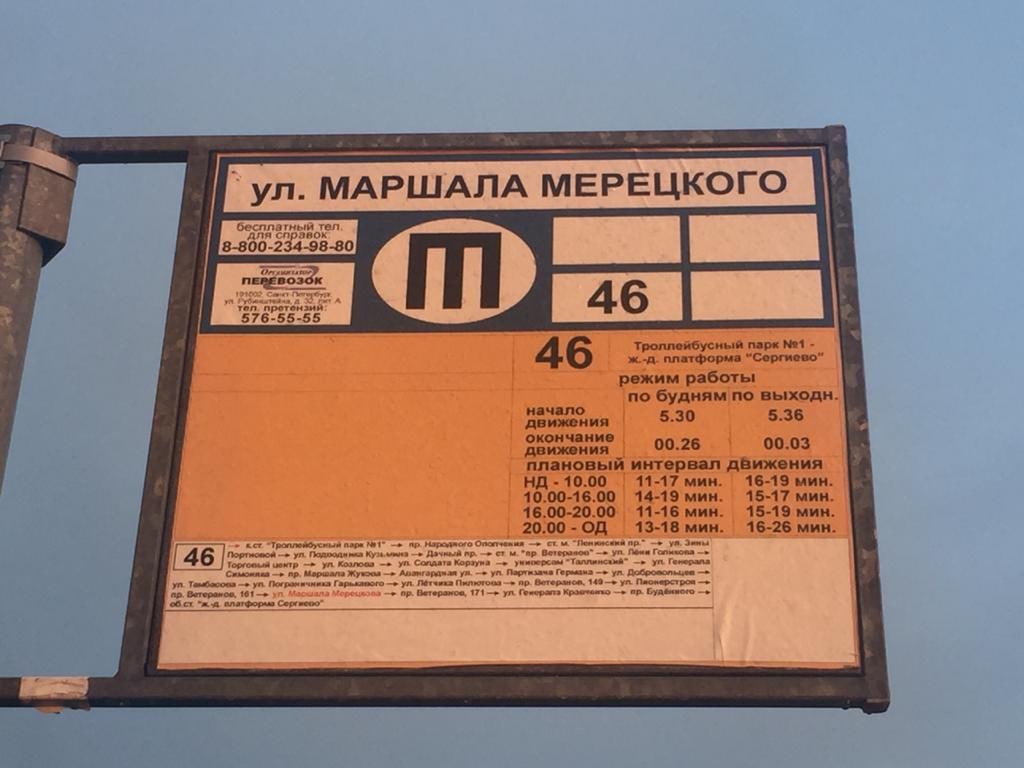 ул. МАРШАЛА МЕРЕЦКОГО
бесплатный тел.
для справок:
8-800-234-98-80
Организатор
ПЕРЕВОЗОК
191002, Санкт-Петербург,
ул. Рубинштейна, д. 32, лит А
тел. претензий:
576-55-55
Т
46
46
Троллейбусный парк №1 -
ж.-д. платформа "Сергиево"
режим работы
по будням по выходн.
начало
движения 5.30 5.36
окончание
движения 00.26 00.03
плановый интервал движения
НД - 10.00 11-17 мин. 16-19 мин.
10.00-16.00 14-19 мин. 15-17 мин.
16.00-20.00 11-16 мин. 15-19 мин.
20.00 - ОД 13-18 мин. 16-26 мин.
46
→ к.ст. "Троллейбусный парк №1" → пр. Народного Ополчения → ст. м. "Ленинский пр." → ул. Зины
Портновой → ул. Подводника Кузьмина → Дачный пр. → ст. м. "пр. Ветеранов" → ул. Лёни Голикова →
Торговый центр → ул. Козлова → ул. Солдата Корзуна → универсам "Таллинский" → ул. Генерала
Симоняка → пр. Маршала Жукова → Авангардная ул. → ул. Партизана Германа → ул. Добровольцев →
ул. Тамбасова → ул. Пограничника Гарькавого → ул. Лётчика Пилютова → пр. Ветеранов, 149 → ул. Пионерстроя →
пр. Ветеранов, 161 → ул. Маршала Мерецкова → пр. Ветеранов, 171 → ул. Генерала Кравченко → пр. Будённого →
об.ст. "ж.-д. платформа Сергиево"